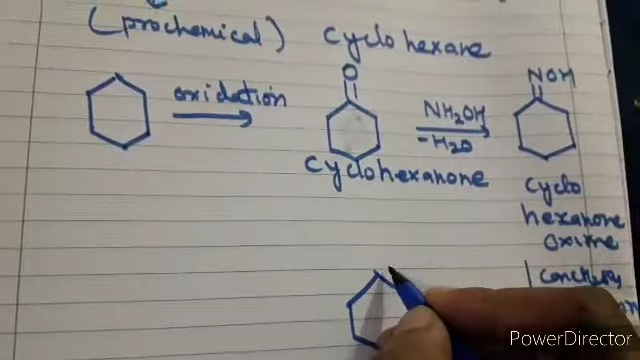 (prochemical) cyclohexane
oxidation
O
NH₂OH
-H₂O
NOH
cyclohexanone
cyclo
hexanone
oxime
PowerDirector